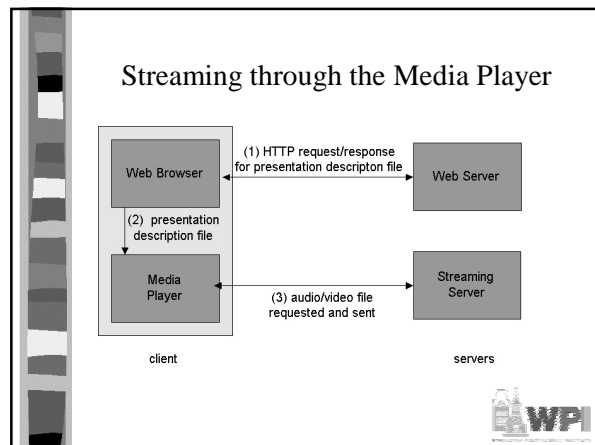 Streaming through the Media Player
(1) HTTP request/response
for presentation descripton file
Web Browser
Web Server
(2) presentation
description file
Media
Player
(3) audio/video file
requested and sent
Streaming
Server
client
servers
WPI